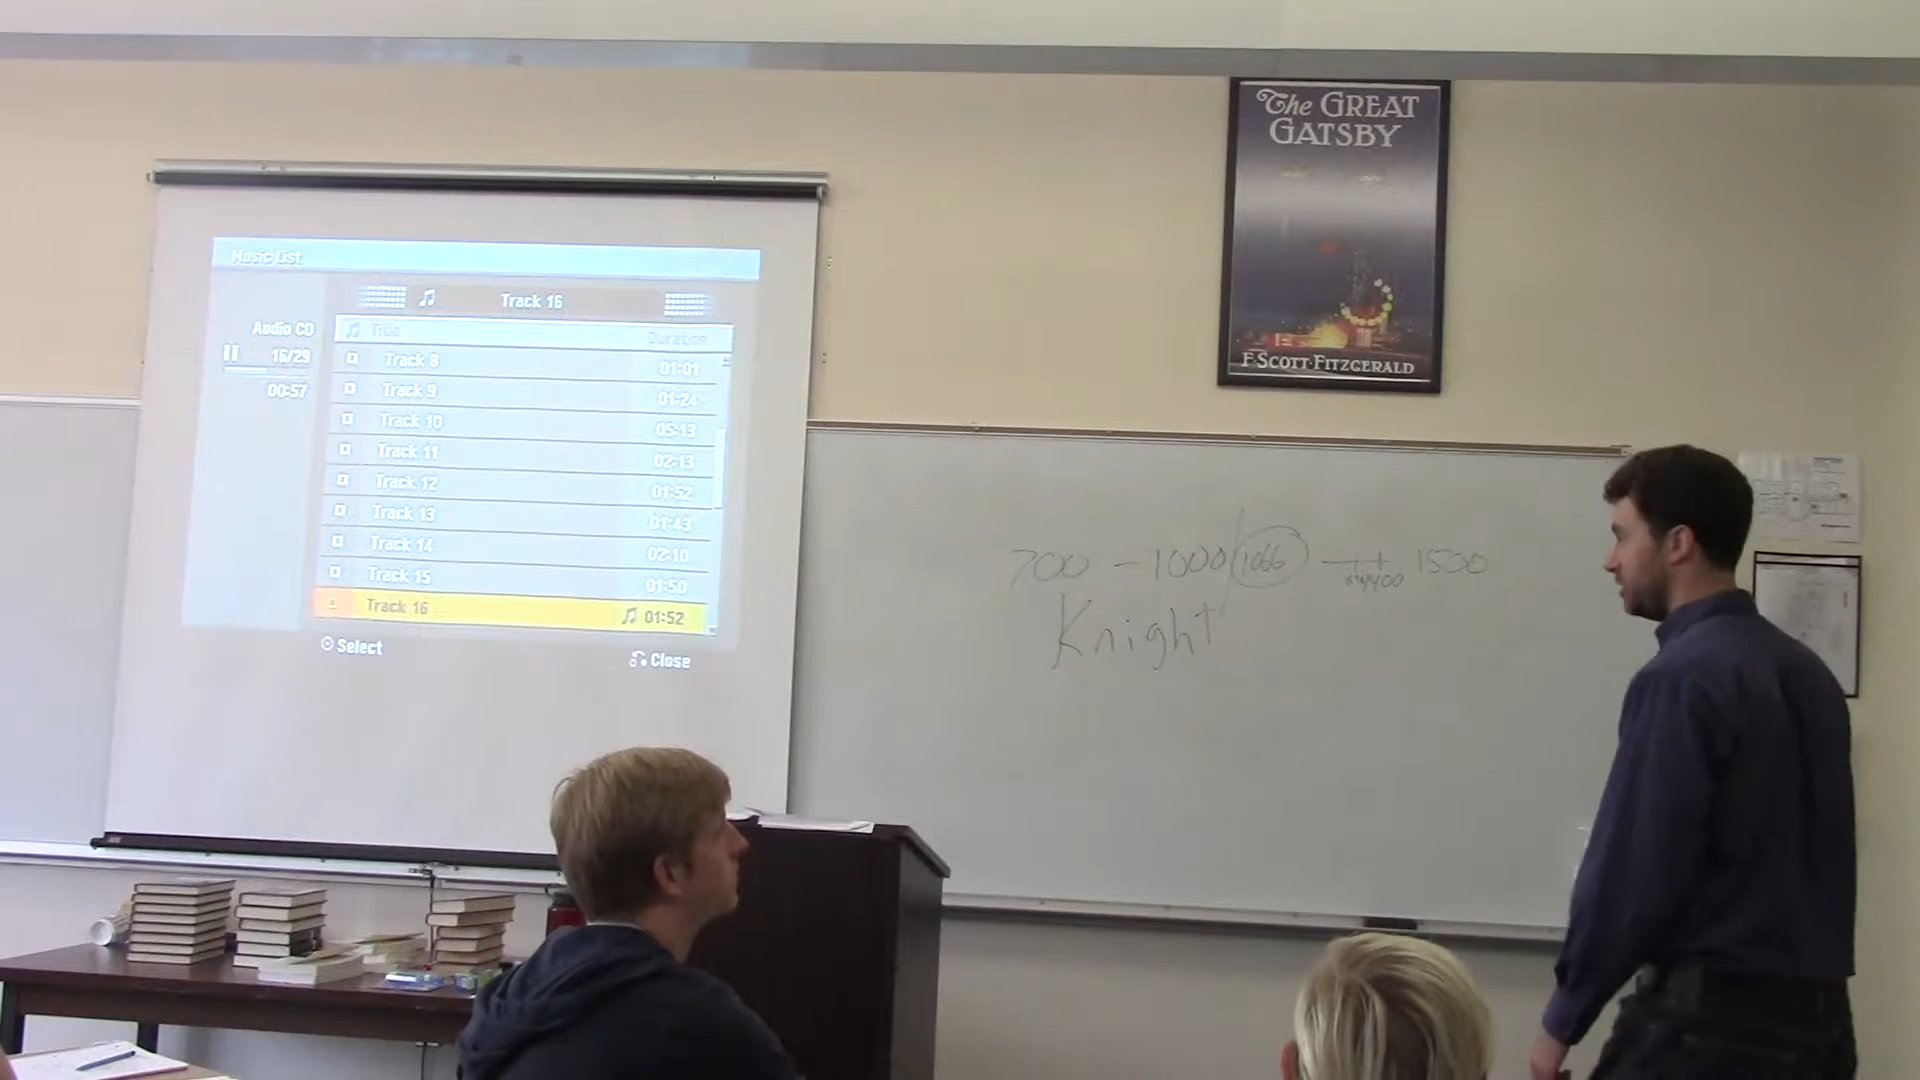 The GREAT
GATSBY
F. SCOTT FITZGERALD
Music List
Track 16
Audio CD
16/29
00:57
Title Duration
Track 8 01:01
Track 9 01:24
Track 10 05:13
Track 11 02:13
Track 12 01:52
Track 13 01:43
Track 14 02:10
Track 15 01:50
Track 16 01:52
Select Close
700 - 1000 1066 1500
Knight